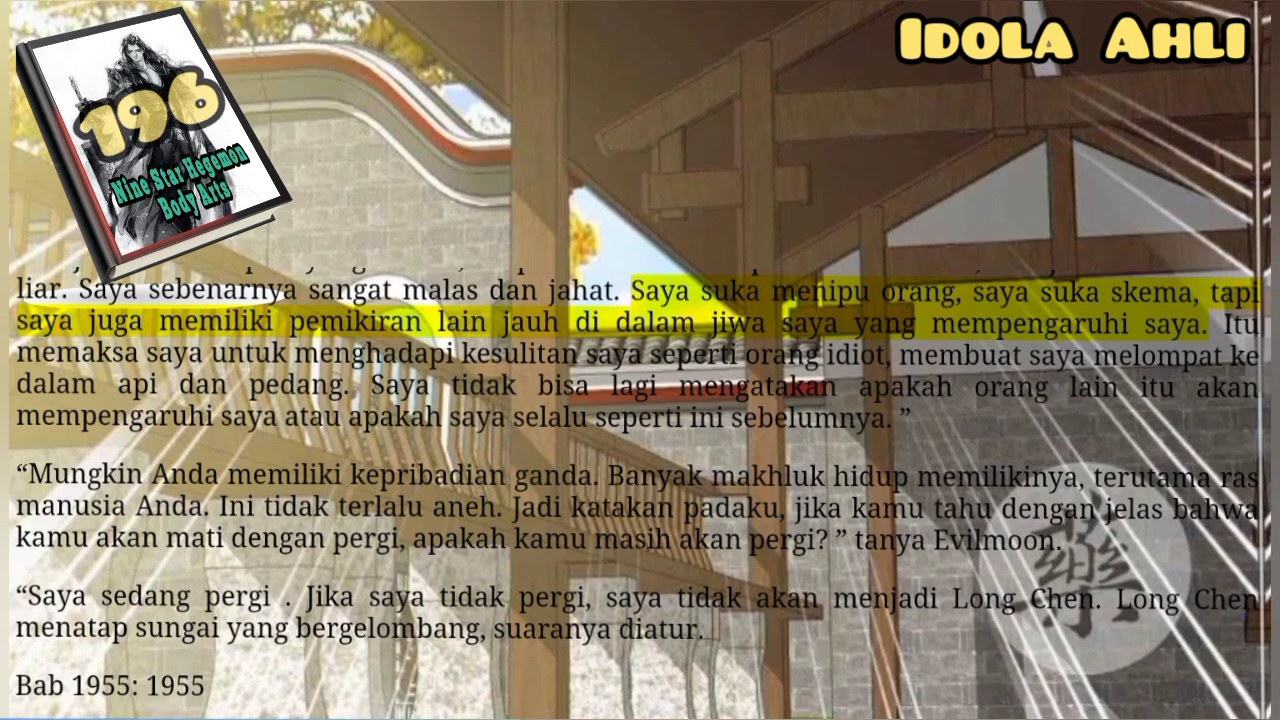 Idola Ahli
196
Nine Star Hegemon
Body Arts
liar. Saya sebenarnya sangat malas dan jahat. Saya suka menipu orang, saya suka skema, tapi
saya juga memiliki pemikiran lain jauh di dalam jiwa saya yang mempengaruhi saya. Itu
memaksa saya untuk menghadapi kesulitan saya seperti orang idiot, membuat saya melompat ke
dalam api dan pedang. Saya tidak bisa lagi mengatakan apakah orang lain itu akan
mempengaruhi saya atau apakah saya selalu seperti ini sebelumnya. ”
“Mungkin Anda memiliki kepribadian ganda. Banyak makhluk hidup memilikinya, terutama ras
manusia Anda. Ini tidak terlalu aneh. Jadi katakan padaku, jika kamu tahu dengan jelas bahwa
kamu akan mati dengan pergi, apakah kamu masih akan pergi? ” tanya Evilmoon.
“Saya sedang pergi . Jika saya tidak pergi, saya tidak akan menjadi Long Chen. Long Chen
menatap sungai yang bergelombang, suaranya diatur.
Bab 1955: 1955